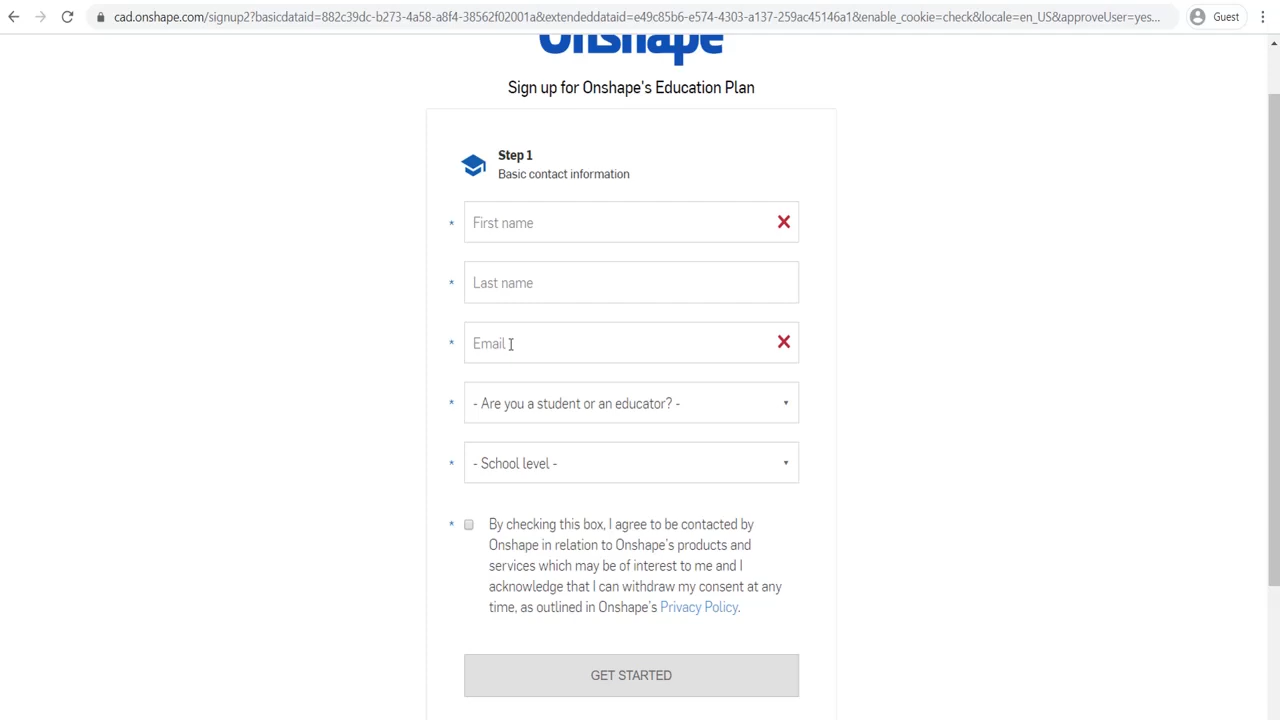 cad.onshape.com/signup2?basicdataid=882c39dc-b273-4a58-a8f4-38562f02001a&extendeddataid=e49c85b6-e574-4303-a137-259ac45146a1&enable_cookie=check&locale=en_US&approveUser=yes...
Guest
Onshape
Sign up for Onshape's Education Plan
Step 1
Basic contact information
* First name
* Last name
* Email
* - Are you a student or an educator? -
* - School level -
* By checking this box, I agree to be contacted by
Onshape in relation to Onshape's products and
services which may be of interest to me and I
acknowledge that I can withdraw my consent at any
time, as outlined in Onshape's Privacy Policy.
GET STARTED